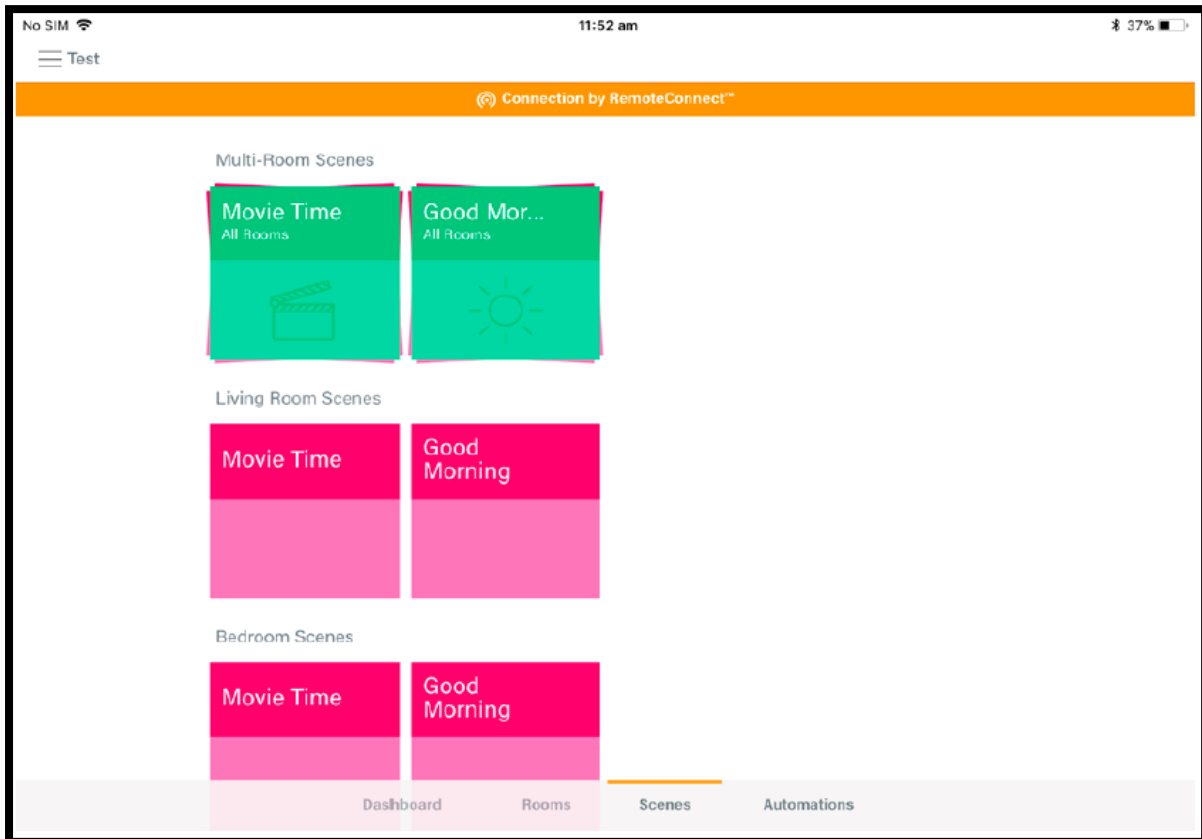 No SIM 11:52 am 37%
Test
Connection by RemoteConnect™
Multi-Room Scenes
Movie Time
All Rooms
Good Mor...
All Rooms
Living Room Scenes
Movie Time
Good
Morning
Bedroom Scenes
Movie Time
Good
Morning
Dashboard Rooms Scenes Automations